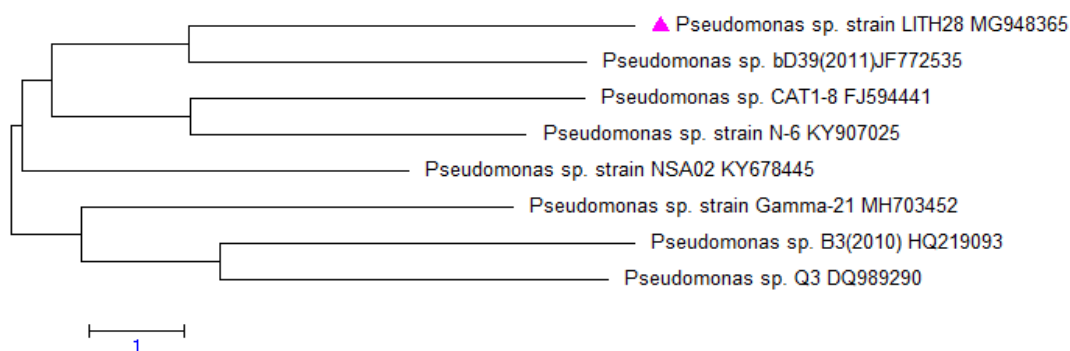 Pseudomonas sp. strain LITH28 MG948365
Pseudomonas sp. bD39(2011)JF772535
Pseudomonas sp. CAT1-8 FJ594441
Pseudomonas sp. strain N-6 KY907025
Pseudomonas sp. strain NSA02 KY678445
Pseudomonas sp. strain Gamma-21 MH703452
Pseudomonas sp. B3(2010) HQ219093
Pseudomonas sp. Q3 DQ989290
1